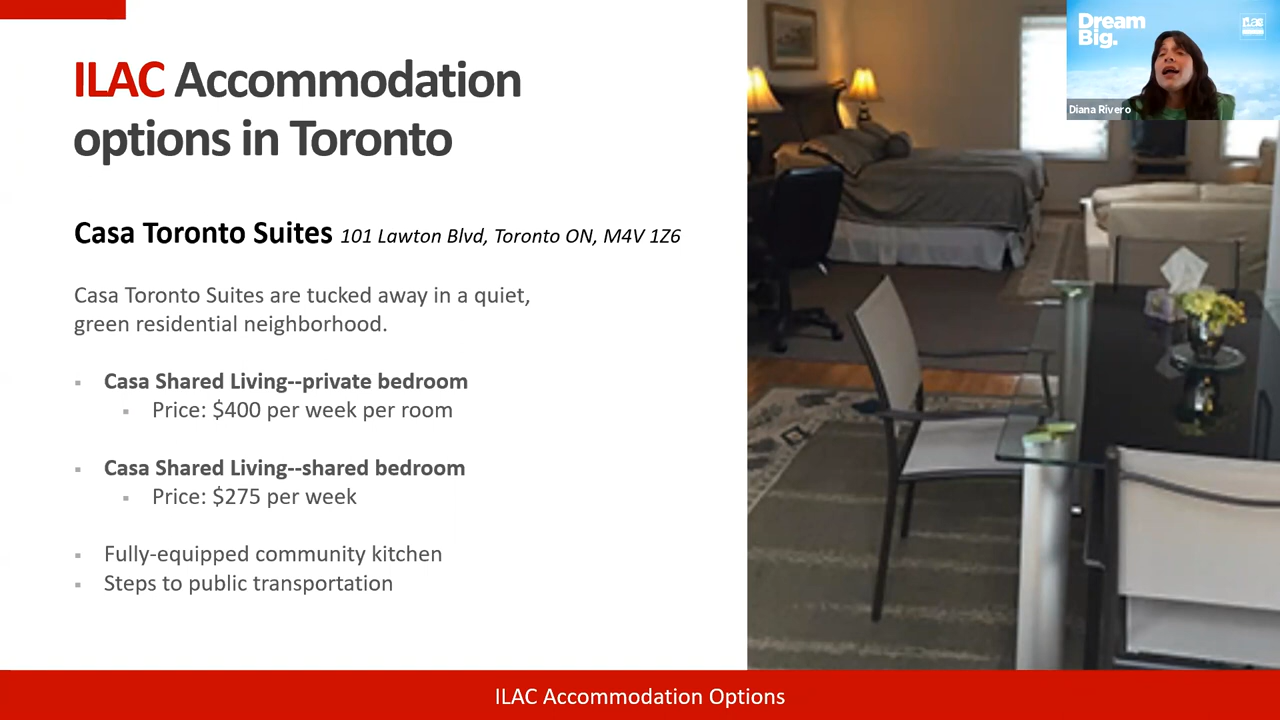 ILAC Accommodation
options in Toronto
Casa Toronto Suites 101 Lawton Blvd, Toronto ON, M4V 1Z6
Casa Toronto Suites are tucked away in a quiet,
green residential neighborhood.
Casa Shared Living--private bedroom
Price: $400 per week per room
Casa Shared Living--shared bedroom
Price: $275 per week
Fully-equipped community kitchen
Steps to public transportation
Dream
Big.
ilac
Diana Rivero
ILAC Accommodation Options